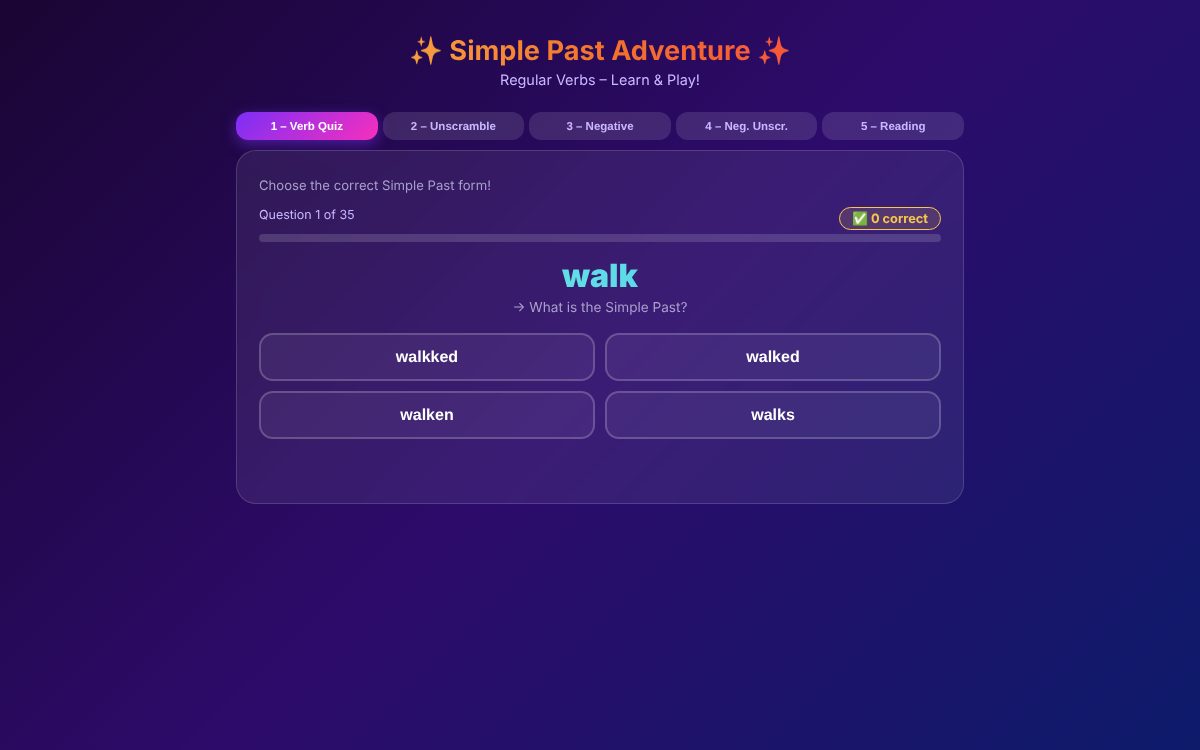 ✨ Simple Past Adventure ✨
Regular Verbs – Learn & Play!
1 – Verb Quiz
2 – Unscramble
3 – Negative
4 – Neg. Unscr.
5 – Reading
Choose the correct Simple Past form!
Question 1 of 35
✅ 0 correct
walk
→ What is the Simple Past?
walkked
walked
walken
walks